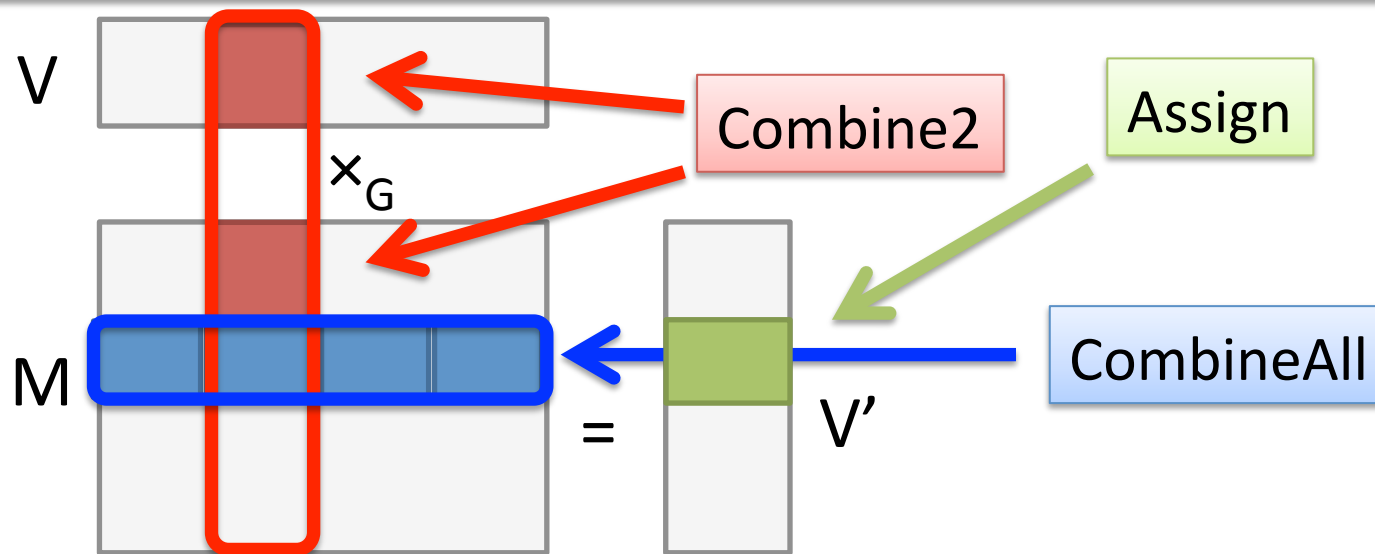 V
Combine2
Assign
×G
M
CombineAll
=
V’